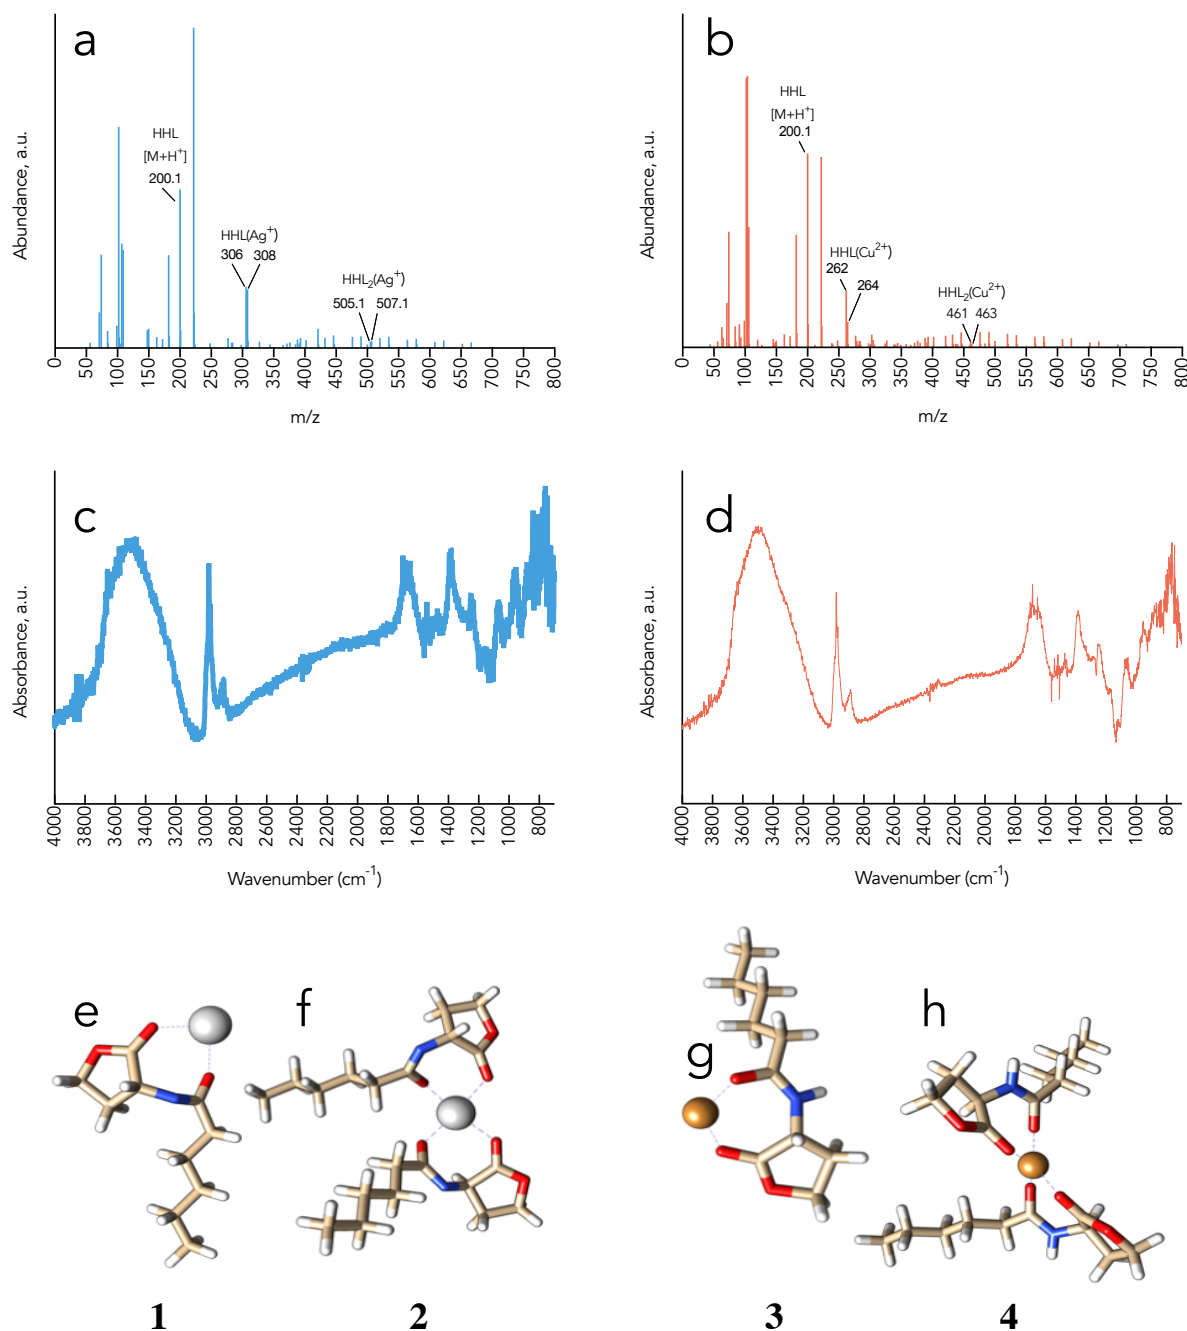 a
HHL
[M+H⁺]
200.1
HHL(Ag⁺)
306 308
HHL₂(Ag⁺)
505.1 507.1
Abundance, a.u.
0 50 100 150 200 250 300 350 400 450 500 550 600 650 700 750 800
m/z
b
HHL
[M+H⁺]
200.1
HHL(Cu²⁺)
262
264
HHL₂(Cu²⁺)
461 463
Abundance, a.u.
0 50 100 150 200 250 300 350 400 450 500 550 600 650 700 750 800
m/z
c
Absorbance, a.u.
4000 3800 3600 3400 3200 3000 2800 2600 2400 2200 2000 1800 1600 1400 1200 1000 800
Wavenumber (cm⁻¹)
d
Absorbance, a.u.
4000 3800 3600 3400 3200 3000 2800 2600 2400 2200 2000 1800 1600 1400 1200 1000 800
Wavenumber (cm⁻¹)
e
f
g
h
1
2
3
4